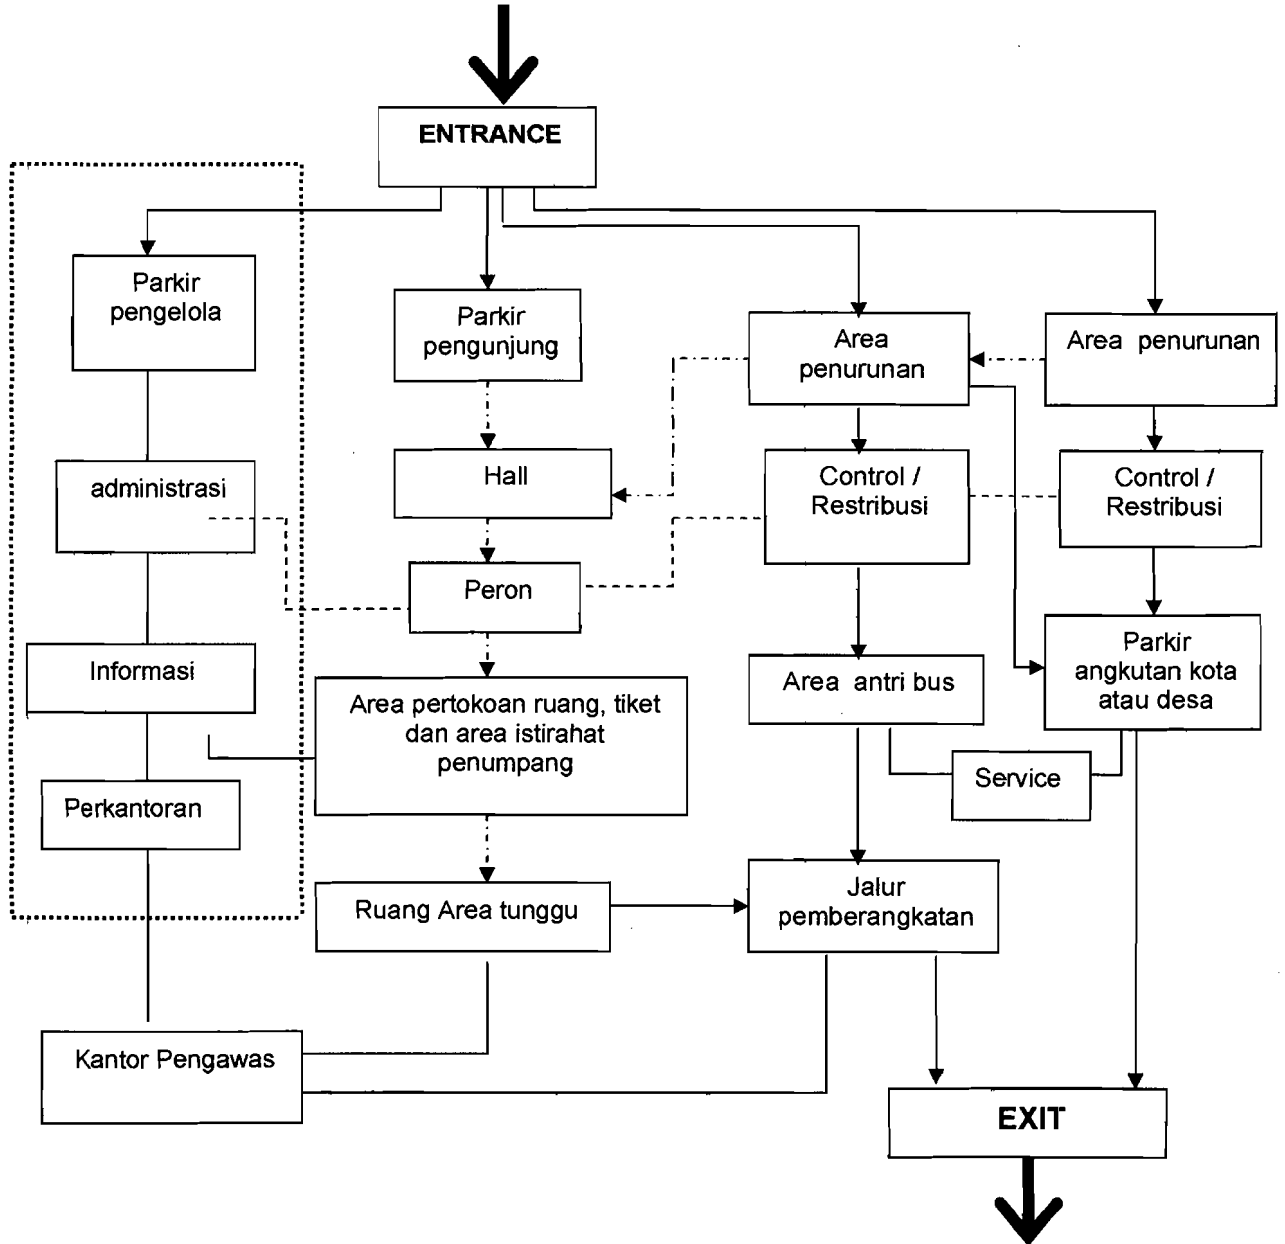 ENTRANCE
Parkir
pengelola
Parkir
pengunjung
Area
penurunan
Area penurunan
administrasi
Hall
Control /
Restribusi
Control /
Restribusi
Peron
Informasi
Area pertokoan ruang, tiket
dan area istirahat
penumpang
Area antri bus
Parkir
angkutan kota
atau desa
Service
Perkantoran
Ruang Area tunggu
Jalur
pemberangkatan
Kantor Pengawas
EXIT